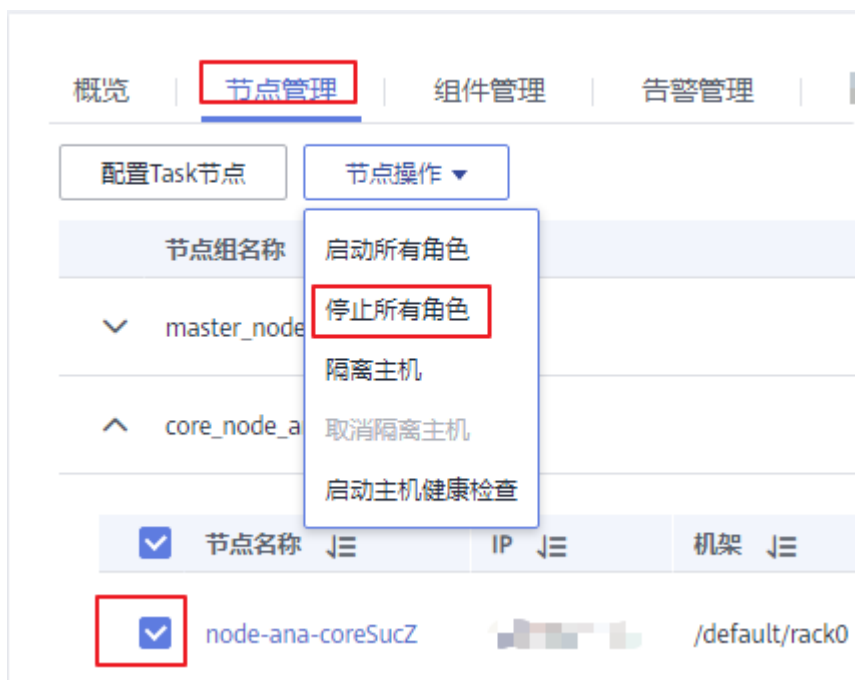 概览 节点管理 组件管理 告警管理
配置Task节点 节点操作
节点组名称 启动所有角色
停止所有角色
master_node
隔离主机
core_node_a 取消隔离主机
启动主机健康检查
节点名称 IP 机架
node-ana-coreSucZ /default/rack0